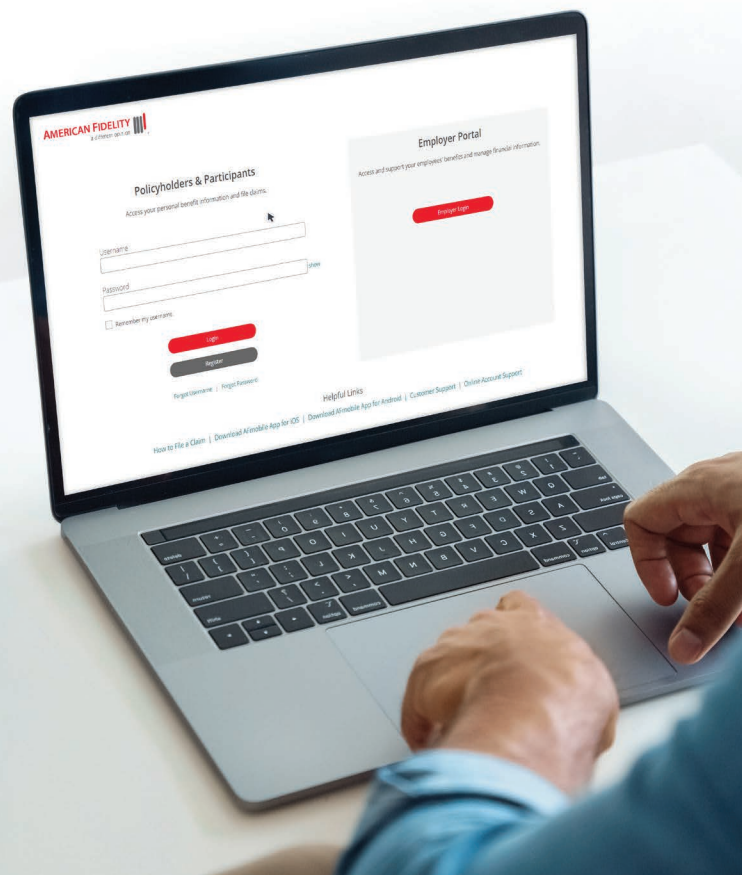 AMERICAN FIDELITY
a different opinion
Policyholders & Participants
Access your personal benefit information and file claims.
Username
Password
show
Remember my username
Login
Register
Forgot Username | Forgot Password
Employer Portal
Access and support your employees' benefits and manage financial information.
Employer Login
Helpful Links
How to File a Claim | Download AFmobile App for iOS | Download AFmobile App for Android | Customer Support | Online Account Support